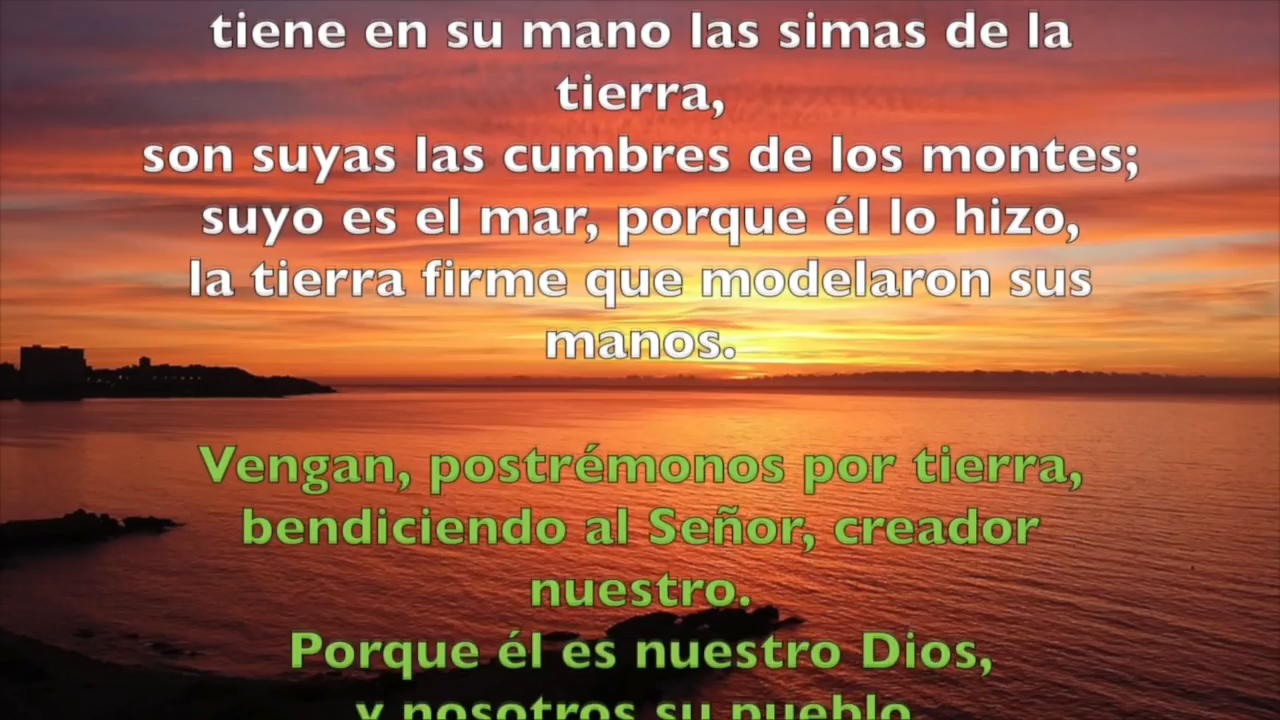 tiene en su mano las simas de la
tierra,
son suyas las cumbres de los montes;
suyo es el mar, porque él lo hizo,
la tierra firme que modelaron sus
manos.
Vengan, postrémonos por tierra,
bendiciendo al Señor, creador
nuestro.
Porque él es nuestro Dios,
y nosotros su pueblo